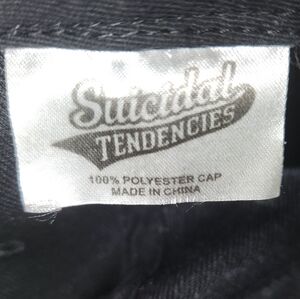 Suicidal
TENDENCIES
100% POLYESTER CAP
MADE IN CHINA